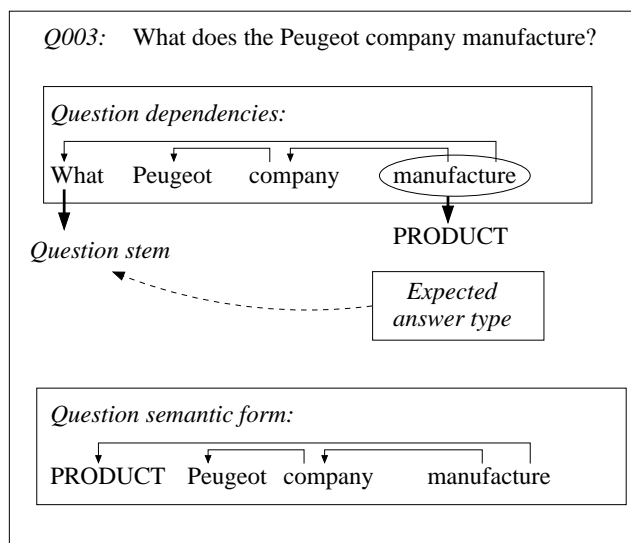 Q003: What does the Peugeot company manufacture?
Question dependencies:
What Peugeot company manufacture
PRODUCT
Question stem
Expected
answer type
Question semantic form:
PRODUCT Peugeot company manufacture